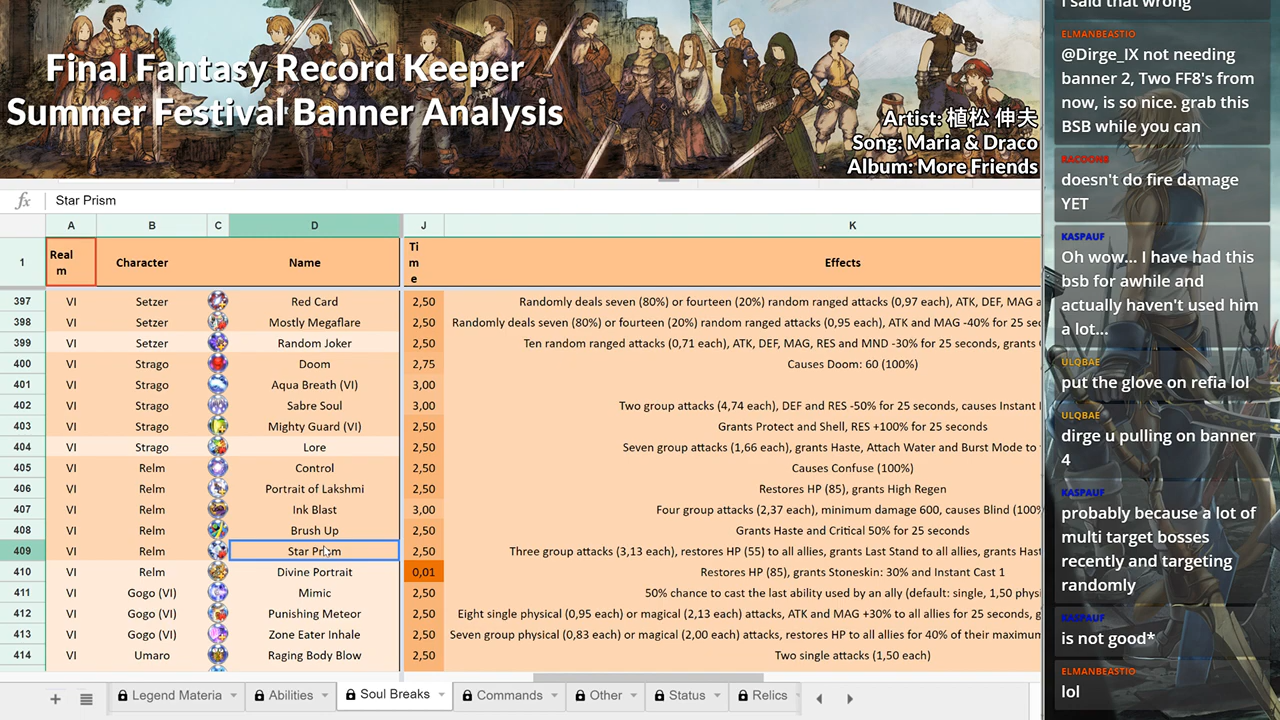 Final Fantasy Record Keeper
Summer Festival Banner Analysis
Artist: 植松 伸夫
Song: Maria & Draco
Album: More Friends
fx Star Prism
A B C D J K
1 Real m Character Name Ti m e Effects
397 VI Setzer Red Card 2,50 Randomly deals seven (80%) or fourteen (20%) random ranged attacks (0,97 each), ATK, DEF, MAG a
398 VI Setzer Mostly Megaflare 2,50 Randomly deals seven (80%) or fourteen (20%) random ranged attacks (0,95 each), ATK and MAG -40% for 25 sec
399 VI Setzer Random Joker 2,50 Ten random ranged attacks (0,71 each), ATK, DEF, MAG, RES and MND -30% for 25 seconds, grants
400 VI Strago Doom 2,75 Causes Doom: 60 (100%)
401 VI Strago Aqua Breath (VI) 3,00
402 VI Strago Sabre Soul 3,00 Two group attacks (4,74 each), DEF and RES -50% for 25 seconds, causes Instant
403 VI Strago Mighty Guard (VI) 2,50 Grants Protect and Shell, RES +100% for 25 seconds
404 VI Strago Lore 2,50 Seven group attacks (1,66 each), grants Haste, Attach Water and Burst Mode to
405 VI Relm Control 2,50 Causes Confuse (100%)
406 VI Relm Portrait of Lakshmi 2,50 Restores HP (85), grants High Regen
407 VI Relm Ink Blast 3,00 Four group attacks (2,37 each), minimum damage 600, causes Blind (100%
408 VI Relm Brush Up 2,50 Grants Haste and Critical 50% for 25 seconds
409 VI Relm Star Prism 2,50 Three group attacks (3,13 each), restores HP (55) to all allies, grants Last Stand to all allies, grants Hast
410 VI Relm Divine Portrait 0,01 Restores HP (85), grants Stoneskin: 30% and Instant Cast 1
411 VI Gogo (VI) Mimic 2,50 50% chance to cast the last ability used by an ally (default: single, 1,50 physi
412 VI Gogo (VI) Punishing Meteor 2,50 Eight single physical (0,95 each) or magical (2,13 each) attacks, ATK and MAG +30% to all allies for 25 seconds, g
413 VI Gogo (VI) Zone Eater Inhale 2,50 Seven group physical (0,83 each) or magical (2,00 each) attacks, restores HP to all allies for 40% of their maximum
414 VI Umaro Raging Body Blow 2,50 Two single attacks (1,50 each)
+ Legend Materia Abilities Soul Breaks Commands Other Status Relics
I said that wrong
ELMANBEASTIO
@Dirge_IX not needing
banner 2, Two FF8's from
now, is so nice. grab this
BSB while you can
RACOON8
doesn't do fire damage
YET
KASPAUF
Oh wow... I have had this
bsb for awhile and
actually haven't used him
a lot...
ULQBAE
put the glove on refia lol
ULQBAE
dirge u pulling on banner
4
KASPAUF
probably because a lot of
multi target bosses
recently and targeting
randomly
KASPAUF
is not good*
ELMANBEASTIO
lol